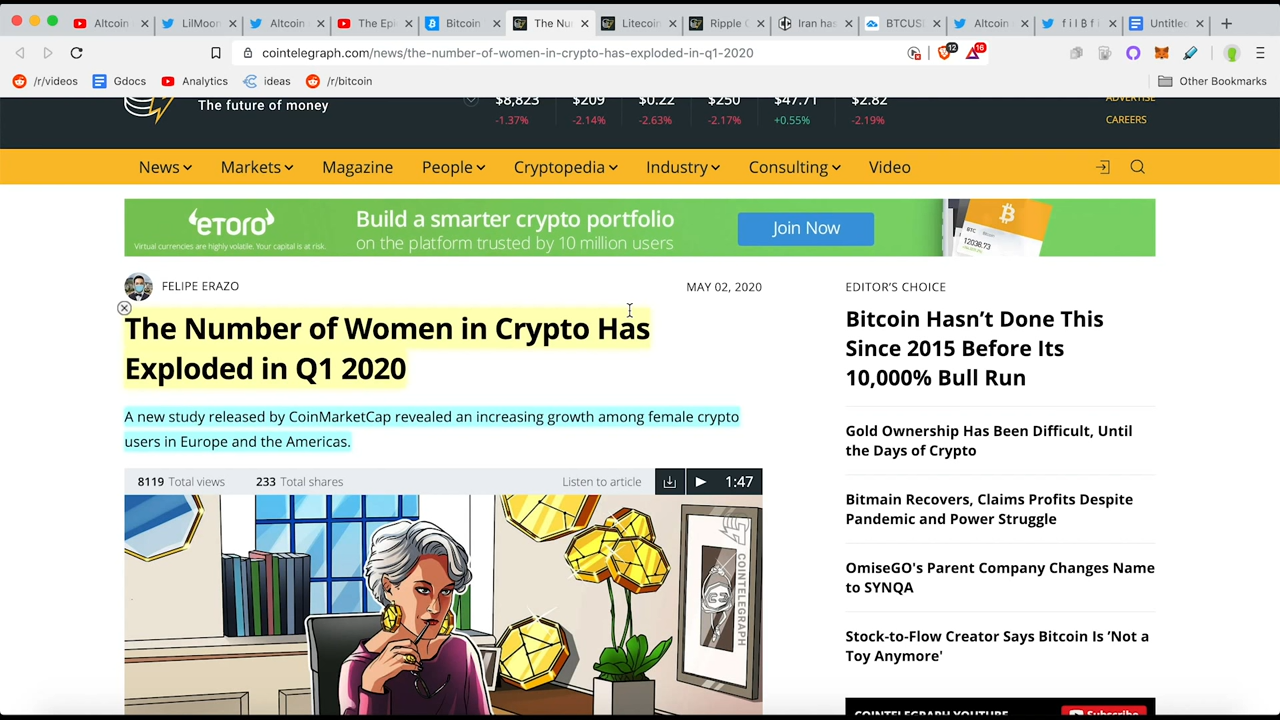 Altcoin
LilMoon
Altcoin
The Epi
Bitcoin
The Nu
Litecoin
Ripple C
Iran has
BTCUS
Altcoin
f i l β f i
Untitle
cointelegraph.com/news/the-number-of-women-in-crypto-has-exploded-in-q1-2020
12
16
/r/videos
Gdocs
Analytics
ideas
/r/bitcoin
Other Bookmarks
The future of money
$8,823 $209 $0.22 $250 $47.71 $2.82
-1.37% -2.14% -2.63% -2.17% +0.55% -2.19%
ADVERTISE
CAREERS
News Markets Magazine People Cryptopedia Industry Consulting Video
eToro
Virtual currencies are highly volatile. Your capital is at risk.
Build a smarter crypto portfolio
on the platform trusted by 10 million users
Join Now
BTC
12038.73
FELIPE ERAZO
MAY 02, 2020
The Number of Women in Crypto Has
Exploded in Q1 2020
A new study released by CoinMarketCap revealed an increasing growth among female crypto
users in Europe and the Americas.
8119 Total views
233 Total shares
Listen to article
1:47
COINTELEGRAPH
EDITOR'S CHOICE
Bitcoin Hasn't Done This
Since 2015 Before Its
10,000% Bull Run
Gold Ownership Has Been Difficult, Until
the Days of Crypto
Bitmain Recovers, Claims Profits Despite
Pandemic and Power Struggle
OmiseGO's Parent Company Changes Name
to SYNQA
Stock-to-Flow Creator Says Bitcoin Is 'Not a
Toy Anymore'
COINTELEGRAPH YOUTUBE
Subscribe